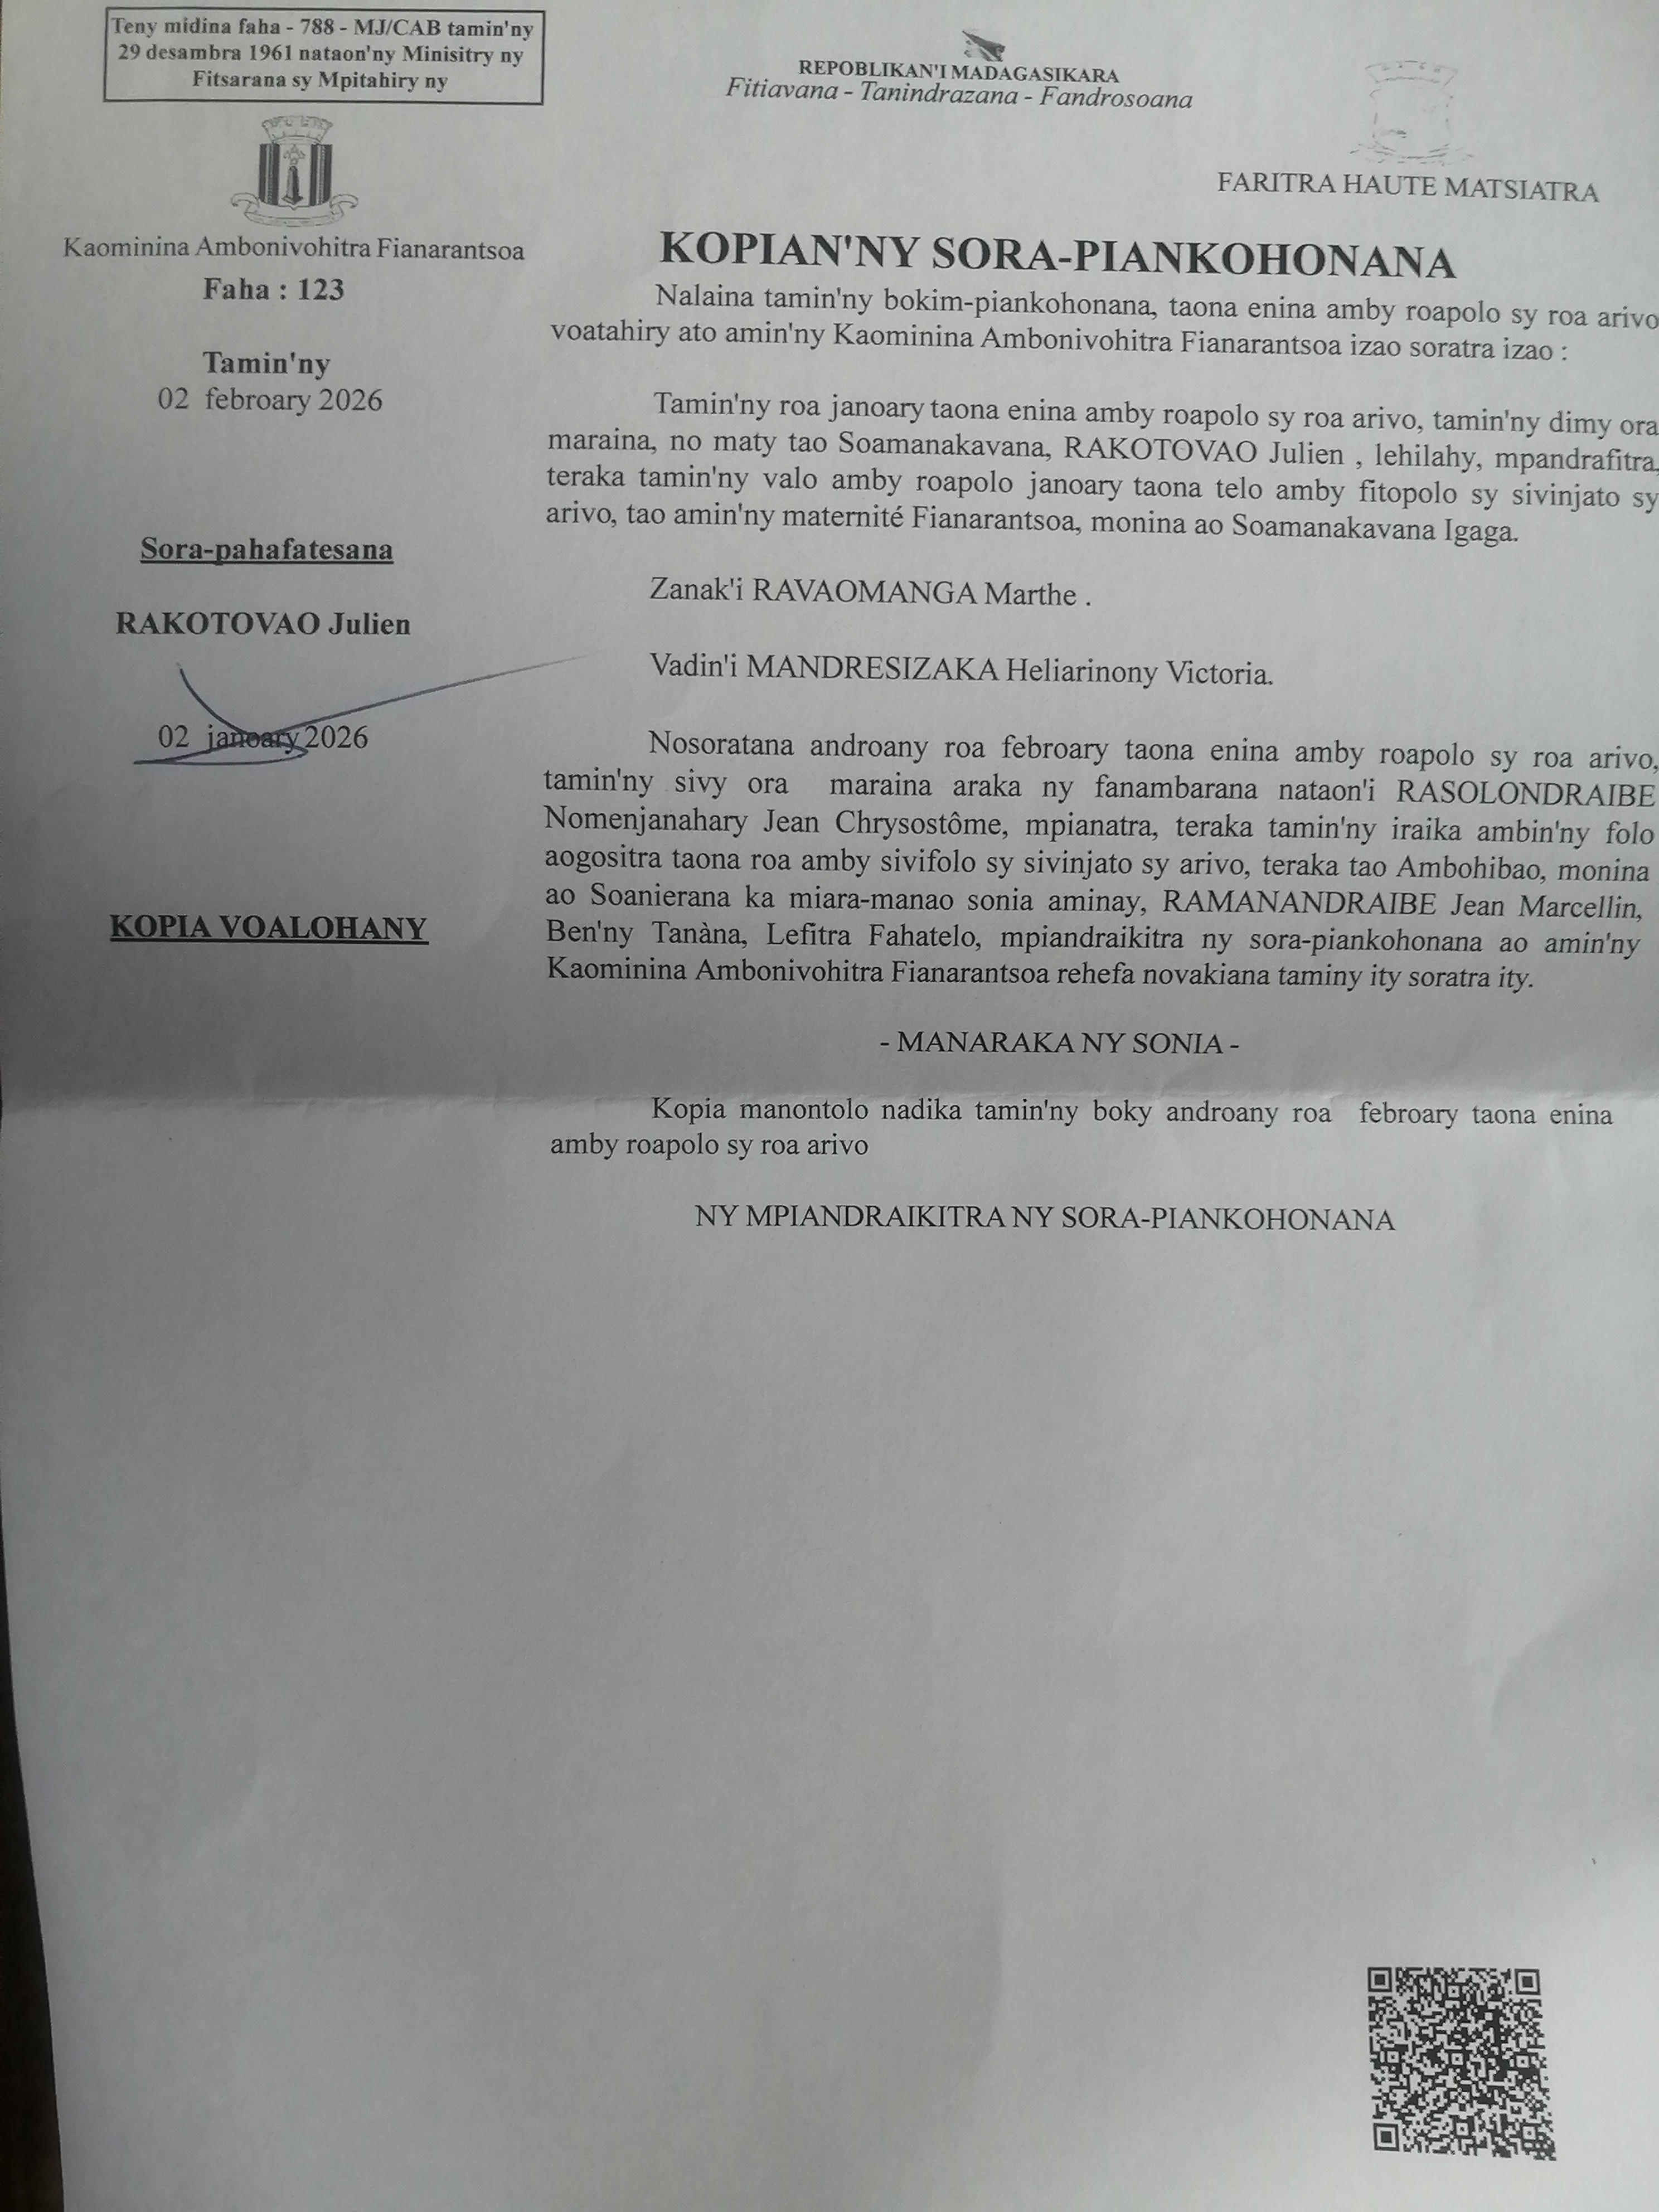 Teny midina faha - 788 - MJ/CAB tamin'ny
29 desambra 1961 nataon'ny Minisitry ny
Fitsarana sy Mpitahiry ny
REPOBLIKAN'I MADAGASIKARA
Fitiavana - Tanindrazana - Fandrosoana
FARITRA HAUTE MATSIATRA
Kaominina Ambonivohitra Fianarantsoa
Faha : 123
Tamin'ny
02 febroary 2026
Sora-pahafatesana
RAKOTOVAO Julien
02 janoary 2026
KOPIA VOALOHANY
KOPIAN'NY SORA-PIANKOHONANA
Nalaina tamin'ny bokim-piankohonana, taona enina amby roapolo sy roa arivo
voatahiry ato amin'ny Kaominina Ambonivohitra Fianarantsoa izao soratra izao :
Tamin'ny roa janoary taona enina amby roapolo sy roa arivo, tamin'ny dimy ora
maraina, no maty tao Soamanakavana, RAKOTOVAO Julien , lehilahy, mpandrafitra,
teraka tamin'ny valo amby roapolo janoary taona telo amby fitopolo sy sivinjato sy
arivo, tao amin'ny maternité Fianarantsoa, monina ao Soamanakavana Igaga.
Zanak'i RAVAOMANGA Marthe .
Vadin'i MANDRESIZAKA Heliarinony Victoria.
Nosoratana androany roa febroary taona enina amby roapolo sy roa arivo,
tamin'ny sivy ora maraina araka ny fanambarana nataon'i RASOLONDRAIBE
Nomenjanahary Jean Chrysostôme, mpianatra, teraka tamin'ny iraika ambin'ny folo
aogositra taona roa amby sivifolo sy sivinjato sy arivo, teraka tao Ambohibao, monina
ao Soanierana ka miara-manao sonia aminay, RAMANANDRAIBE Jean Marcellin,
Ben'ny Tanàna, Lefitra Fahatelo, mpiandraikitra ny sora-piankohonana ao amin'ny
Kaominina Ambonivohitra Fianarantsoa rehefa novakiana taminy ity soratra ity.
- MANARAKA NY SONIA -
Kopia manontolo nadika tamin'ny boky androany roa febroary taona enina
amby roapolo sy roa arivo
NY MPIANDRAIKITRA NY SORA-PIANKOHONANA